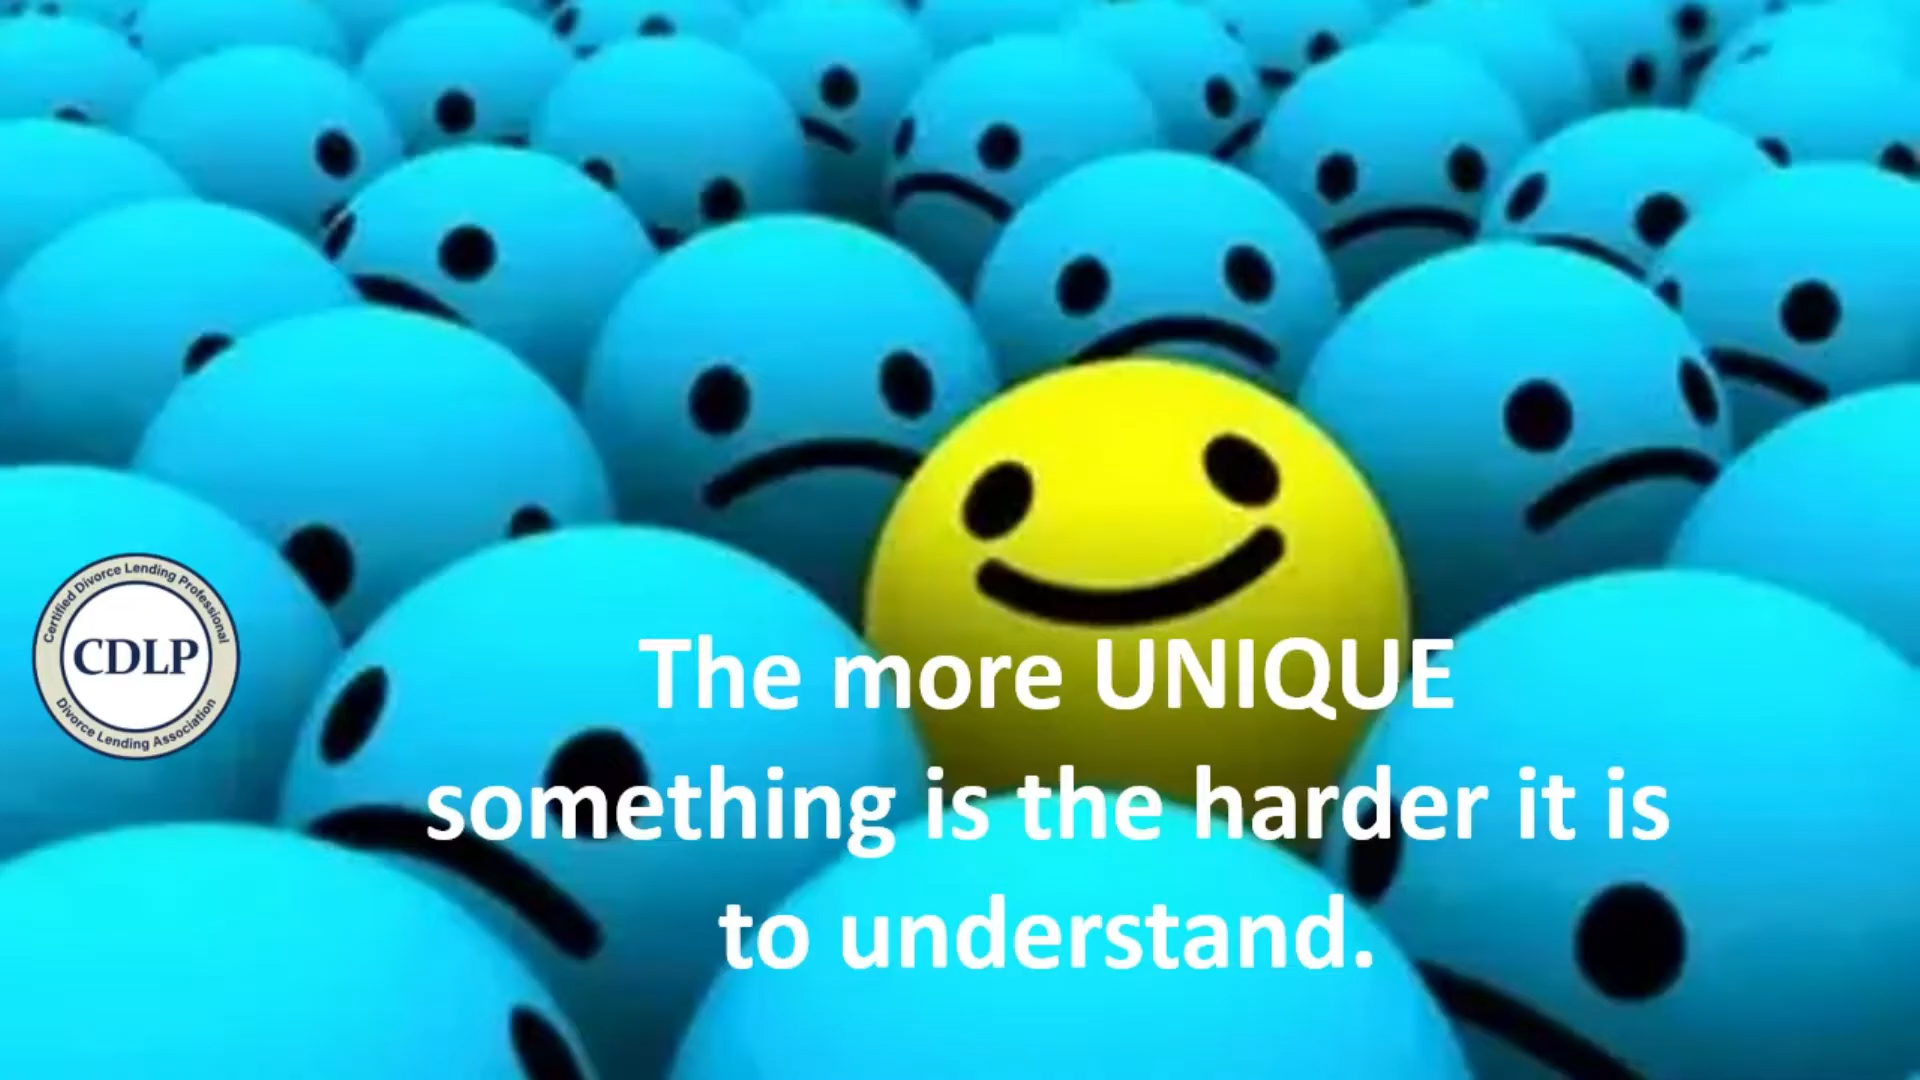 Certified Divorce Lending Professional
CDLP
Divorce Lending Association
The more UNIQUE
something is the harder it is
to understand.